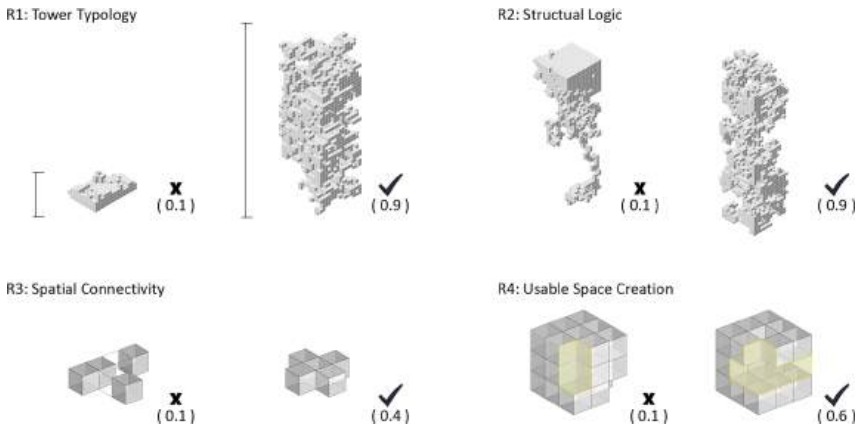 R1: Tower Typology
R2: Structual Logic
x
( 0.1 )
( 0.9 )
x
( 0.1 )
( 0.9 )
R3: Spatial Connectivity
R4: Usable Space Creation
x
( 0.1 )
( 0.4 )
x
( 0.1 )
( 0.6 )